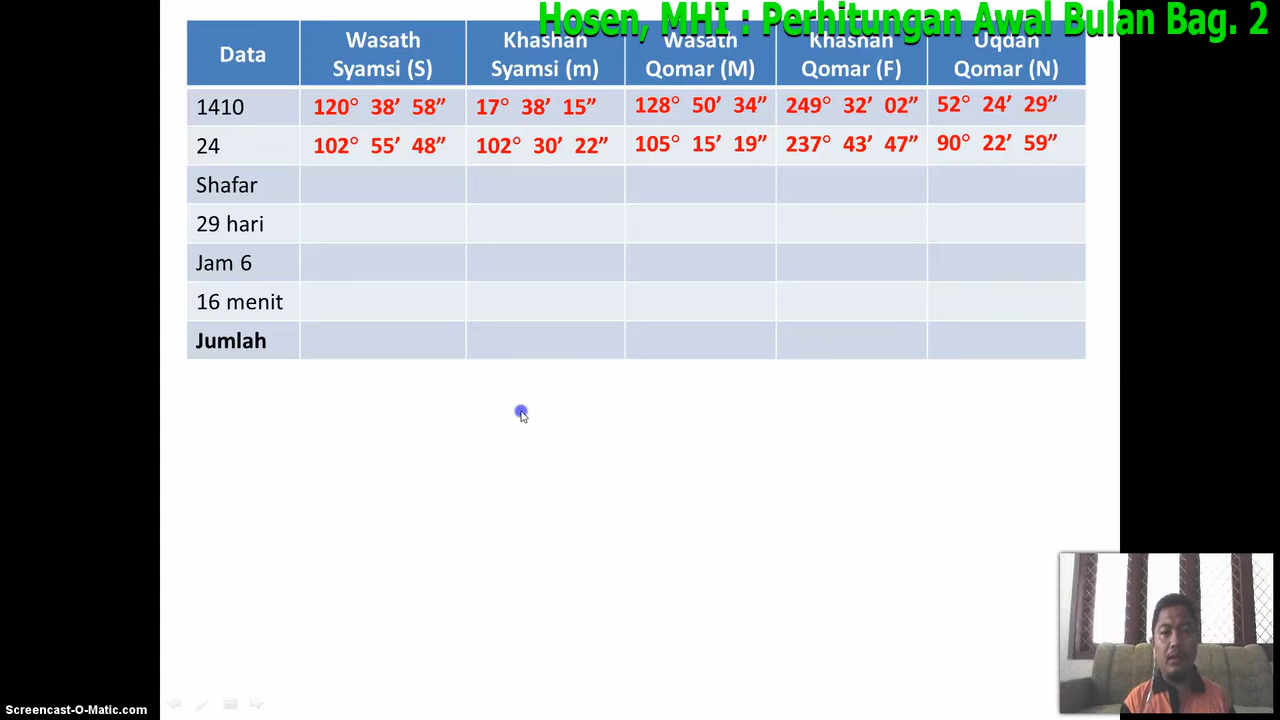 Hosen, MHI : Perhitungan Awal Bulan Bag. 2
Data
Wasath
Syamsi (S)
Khashah
Syamsi (m)
Wasath
Qomar (M)
Khashah
Qomar (F)
Uqdah
Qomar (N)
1410 120° 38’ 58” 17° 38’ 15” 128° 50’ 34” 249° 32’ 02” 52° 24’ 29”
24 102° 55’ 48” 102° 30’ 22” 105° 15’ 19” 237° 43’ 47” 90° 22’ 59”
Shafar
29 hari
Jam 6
16 menit
Jumlah
Screencast-O-Matic.com